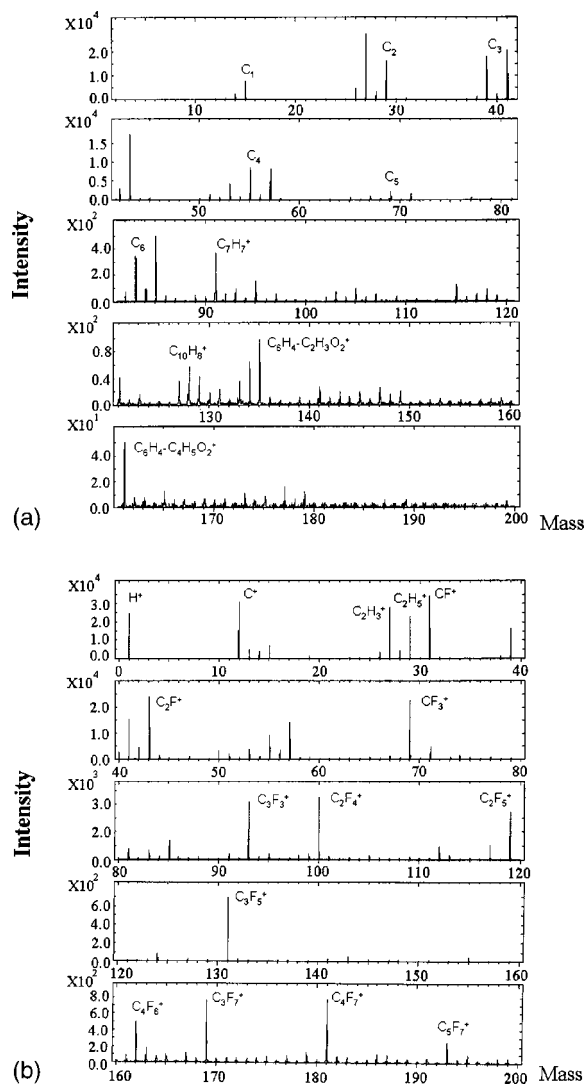 X10⁴
2.0
1.0
0.0
C₁
C₂
C₃
10
20
30
40
X10⁴
1.5
1.0
0.5
0.0
C₄
C₅
50
60
70
80
X10²
4.0
2.0
0.0
C₆
C₇H₇⁺
90
100
110
120
X10²
0.8
0.4
0.0
C₁₀H₈⁺
C₆H₄-C₂H₃O₂⁺
130
140
150
160
X10¹
4.0
2.0
0.0
C₆H₄-C₄H₅O₂⁺
170
180
190
200
Mass
Intensity
(a)
X10⁴
3.0
2.0
1.0
0.0
H⁺
C⁺
C₂H₃⁺
C₂H₅⁺
CF⁺
0
10
20
30
40
X10⁴
2.0
1.0
0.0
C₂F⁺
CF₃⁺
40
50
60
70
80
X10³
3.0
2.0
0.0
C₃F₃⁺
C₂F₄⁺
C₂F₅⁺
80
90
100
110
120
X10²
6.0
4.0
2.0
0.0
C₃F₅⁺
120
130
140
150
160
X10²
8.0
6.0
4.0
2.0
0.0
C₄F₆⁺
C₃F₇⁺
C₄F₇⁺
C₅F₇⁺
160
170
180
190
200
Mass
Intensity
(b)